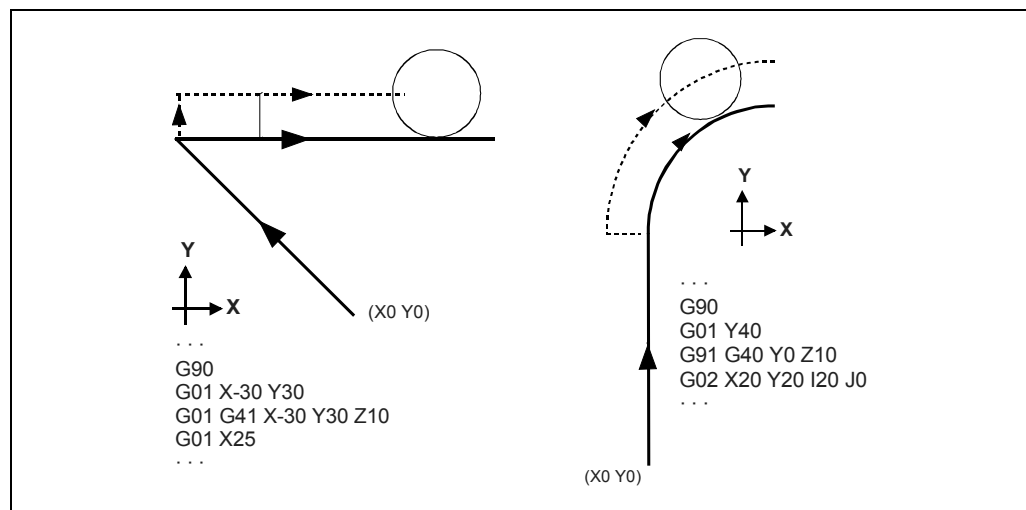 Y
X
(X0 Y0)
. . .
G90
G01 X-30 Y30
G01 G41 X-30 Y30 Z10
G01 X25
. . .
Y
X
. . .
G90
G01 Y40
G91 G40 Y0 Z10
G02 X20 Y20 I20 J0
. . .
(X0 Y0)